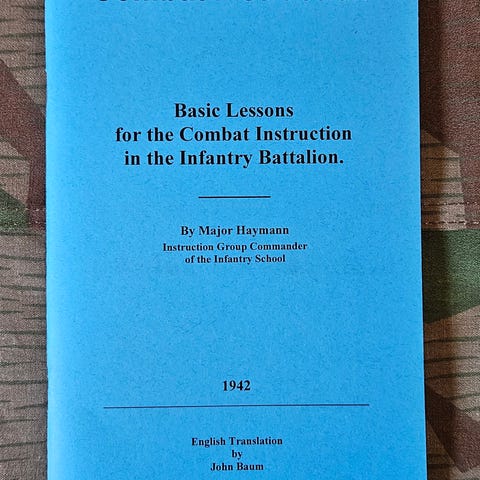 Basic Lessons
for the Combat Instruction
in the Infantry Battalion.
By Major Haymann
Instruction Group Commander
of the Infantry School
1942
English Translation
by
John Baum